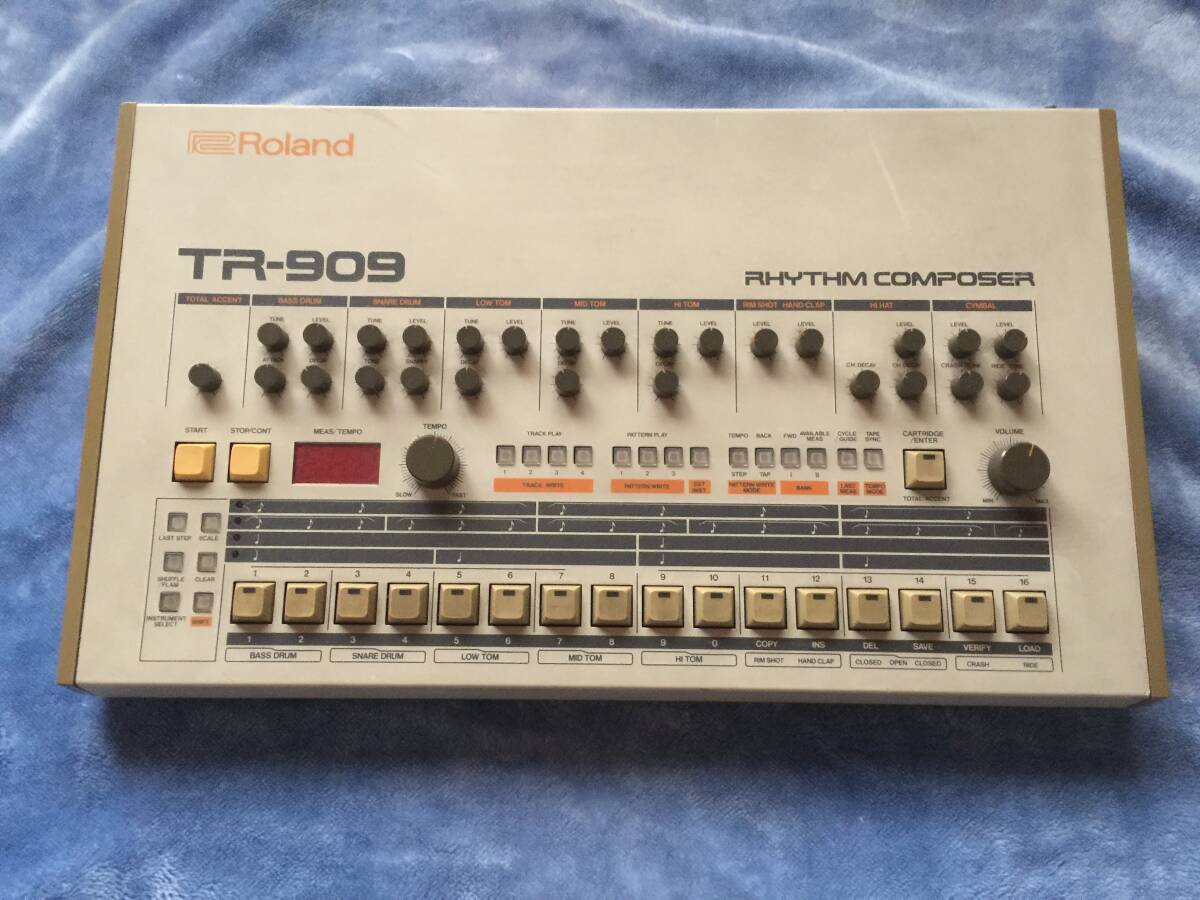 Roland
TR-909
RHYTHM COMPOSER
TOTAL ACCENT BASS DRUM SNARE DRUM LOW TOM MID TOM HI TOM RIM SHOT HAND CLAP HI HAT CYMBAL
TUNE LEVEL TUNE LEVEL TUNE LEVEL TUNE LEVEL TUNE LEVEL LEVEL LEVEL LEVEL LEVEL LEVEL
ATTACK DECAY TONE SNAPPY DECAY CH DECAY OH DECAY CRASH TUNE RIDE TUNE
START STOP/CONT MEAS/TEMPO TEMPO TRACK PLAY PATTERN PLAY TEMPO BACK FWD AVAILABLE MEAS CYCLE /GUIDE TAPE SYNC CARTRIDGE /ENTER VOLUME
1 2 3 4 1 2 3 STEP TAP I II
SLOW FAST TRACK WRITE PATTERN WRITE EXT INST PATTERN WRITE MODE BANK LAST MEAS TEMPO MODE TOTAL ACCENT MIN MAX
LAST STEP SCALE
SHUFFLE /FLAM CLEAR
INSTRUMENT SELECT SHIFT
1 2 3 4 5 6 7 8 9 10 11 12 13 14 15 16
1 2 3 4 5 6 7 8 9 0 COPY INS DEL SAVE VERIFY LOAD
BASS DRUM SNARE DRUM LOW TOM MID TOM HI TOM RIM SHOT HAND CLAP CLOSED OPEN CLOSED CRASH RIDE